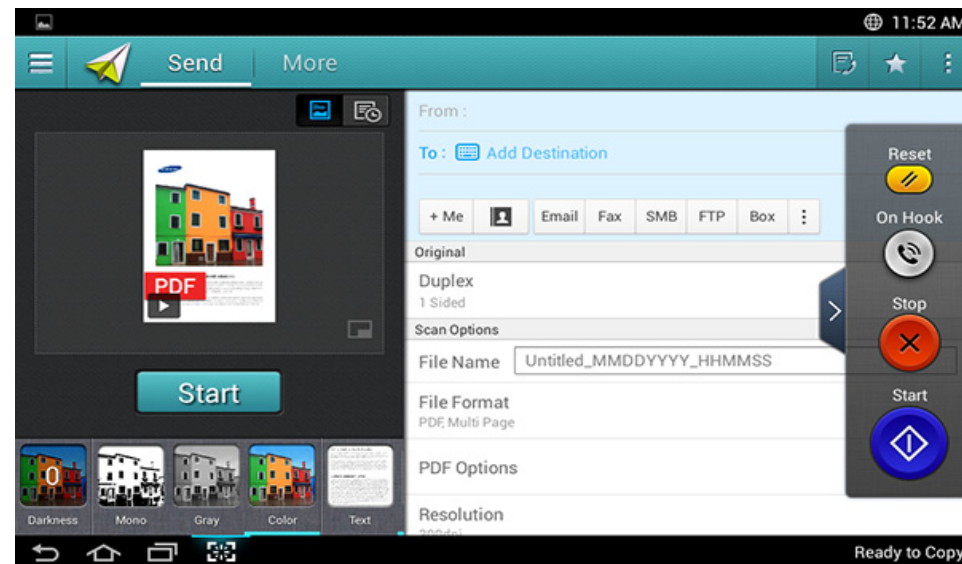 11:52 AM
Send
More
From :
To : Add Destination
+ Me
Email
Fax
SMB
FTP
Box
Original
Duplex
1 Sided
Scan Options
File Name
Untitled_MMDDYYYY_HHMMSS
File Format
PDF, Multi Page
PDF Options
Resolution
PDF
Start
0
Darkness
Mono
Gray
Color
Text
Reset
On Hook
Stop
Start
Ready to Copy